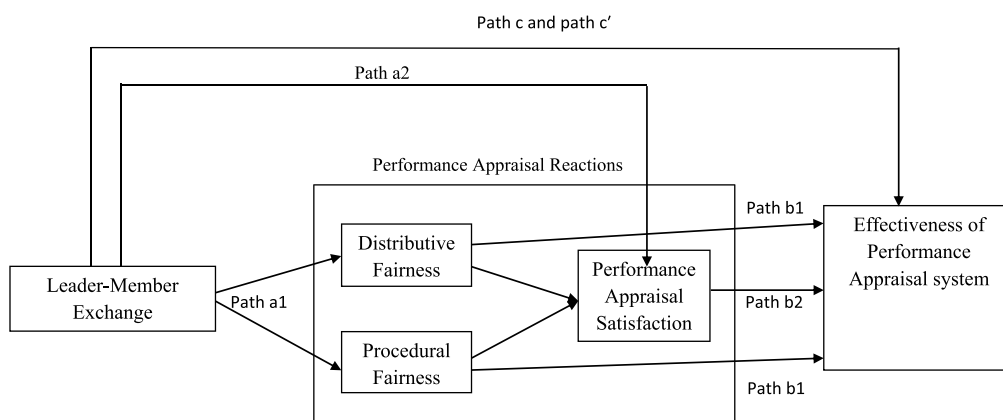 Path c and path c’
Path a2
Performance Appraisal Reactions
Path b1
Distributive
Fairness
Effectiveness of
Performance
Appraisal system
Performance
Appraisal
Satisfaction
Leader-Member
Exchange
Path a1
Path b2
Procedural
Fairness
Path b1